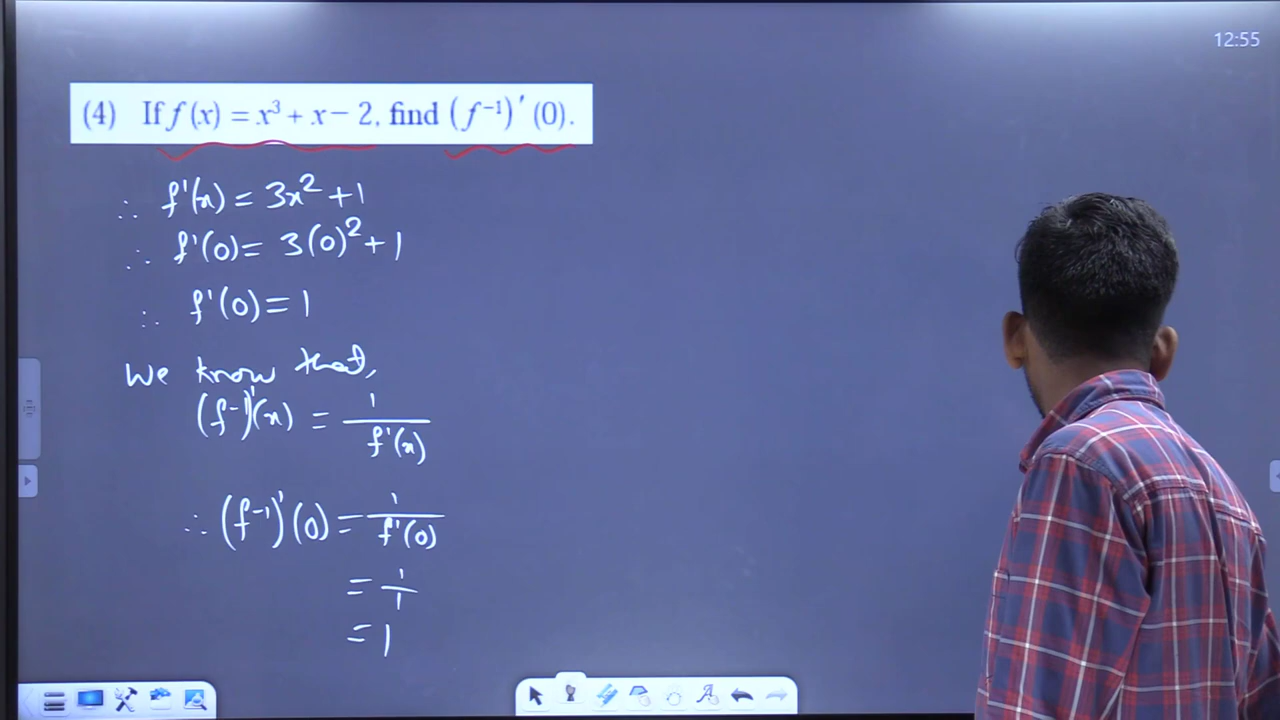 12:55
(4) If f (x) = x³ + x − 2, find (f⁻¹)′ (0).
∴ f'(x) = 3x² + 1
∴ f'(0) = 3(0)² + 1
∴ f'(0) = 1
We know that,
(f⁻¹)'(x) = 1/f'(x)
∴ (f⁻¹)'(0) = 1/f'(0)
= 1/1
= 1